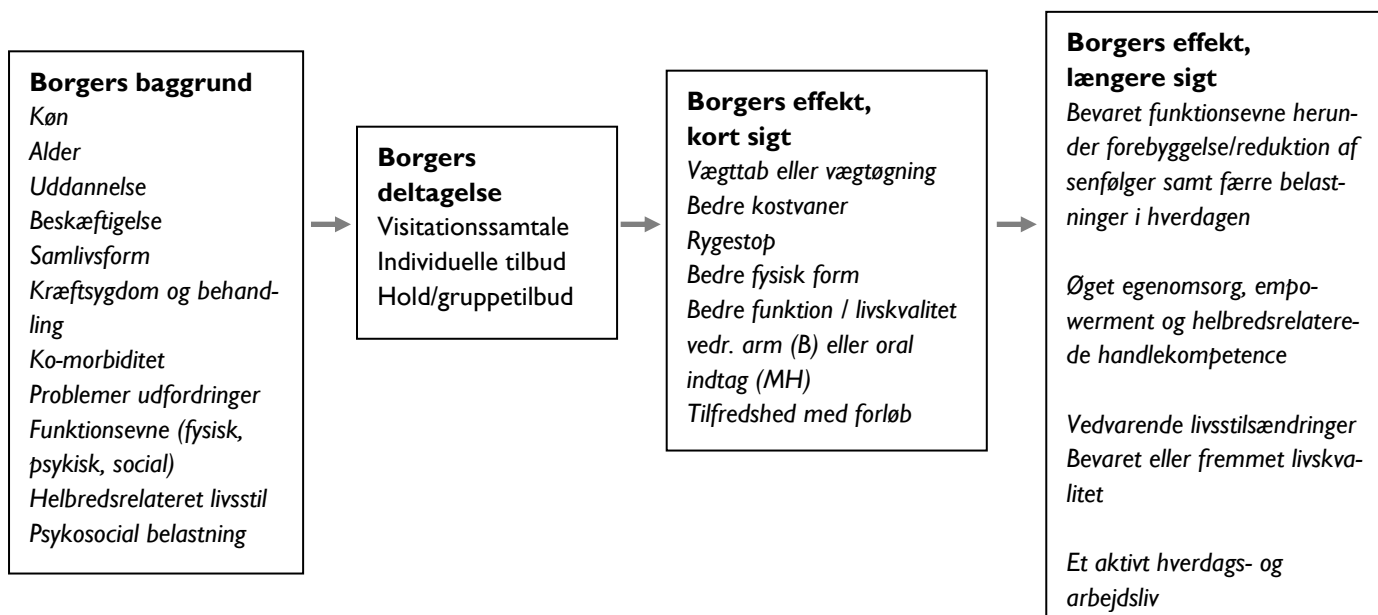 Borgers baggrund
Køn
Alder
Uddannelse
Beskæftigelse
Samlivsform
Kræftsygdom og behand-
ling
Ko-morbiditet
Problemer udfordringer
Funktionsevne (fysisk,
psykisk, social)
Helbredsrelateret livsstil
Psykosocial belastning
Borgers
deltagelse
Visitationssamtale
Individuelle tilbud
Hold/gruppetilbud
Borgers effekt,
kort sigt
Vægttab eller vægtøgning
Bedre kostvaner
Rygestop
Bedre fysisk form
Bedre funktion / livskvalitet
vedr. arm (B) eller oral
indtag (MH)
Tilfredshed med forløb
Borgers effekt,
længere sigt
Bevaret funktionsevne herun-
der forebyggelse/reduktion af
senfølger samt færre belast-
ninger i hverdagen
Øget egenomsorg, empo-
werment og helbredsrelatere-
de handlekompetence
Vedvarende livsstilsændringer
Bevaret eller fremmet livskva-
litet
Et aktivt hverdags- og
arbejdsliv